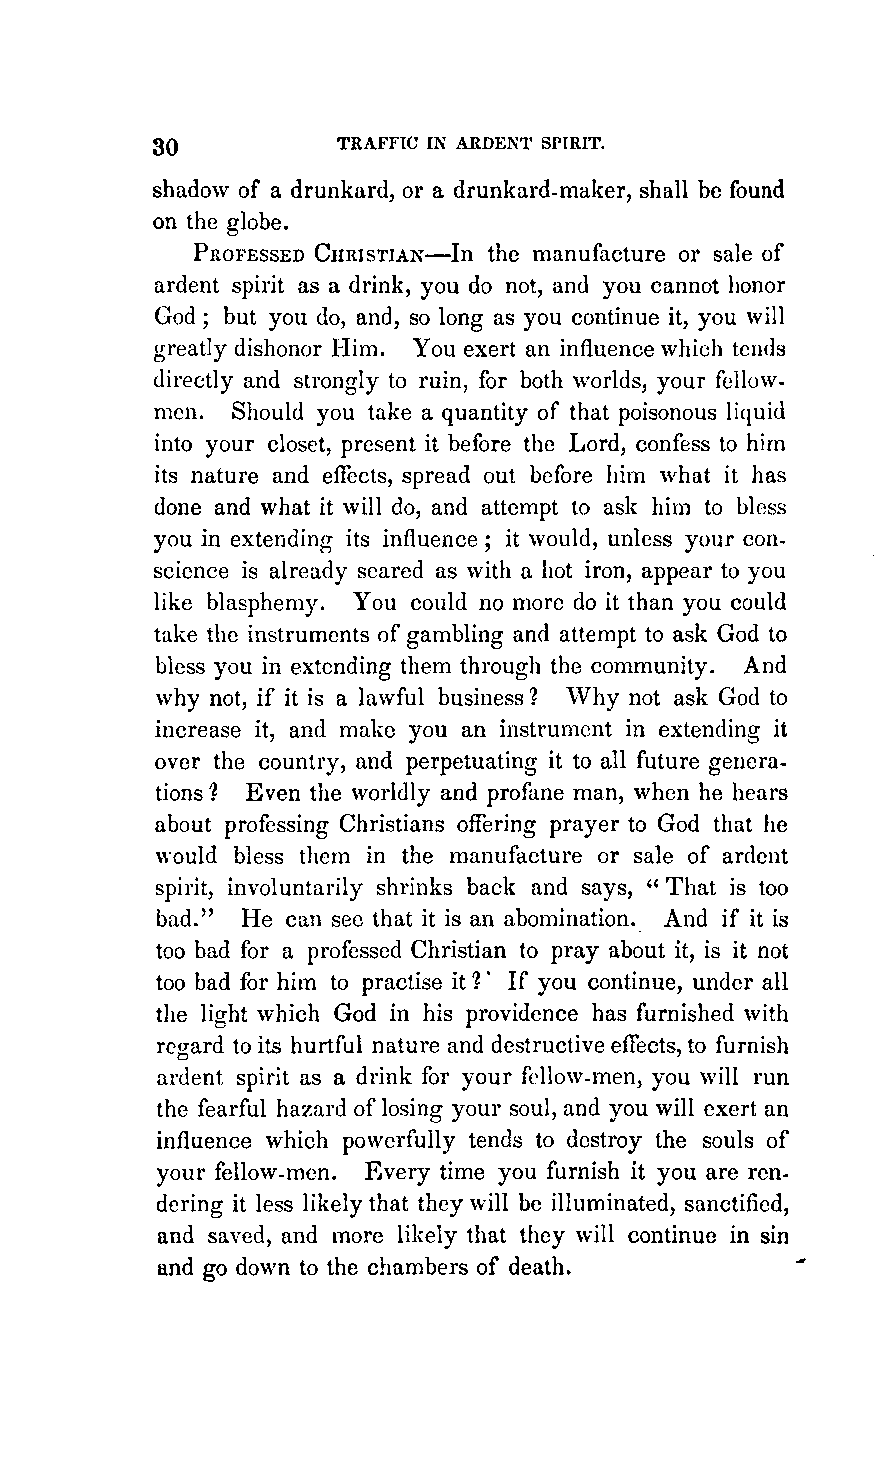 30 TRAFFIC IN ARDENT SPIRIT.
shadow of a drunkard, or a drunkard-maker, shall be found
on the globe.
PROFESSED CHRISTIAN—In the manufacture or sale of
ardent spirit as a drink, you do not, and you cannot honor
God ; but you do, and, so long as you continue it, you will
greatly dishonor Him. You exert an influence which tends
directly and strongly to ruin, for both worlds, your fellow-
men. Should you take a quantity of that poisonous liquid
into your closet, present it before the Lord, confess to him
its nature and effects, spread out before him what it has
done and what it will do, and attempt to ask him to bless
you in extending its influence ; it would, unless your con-
science is already seared as with a hot iron, appear to you
like blasphemy. You could no more do it than you could
take the instruments of gambling and attempt to ask God to
bless you in extending them through the community. And
why not, if it is a lawful business ? Why not ask God to
increase it, and make you an instrument in extending it
over the country, and perpetuating it to all future genera-
tions ? Even the worldly and profane man, when he hears
about professing Christians offering prayer to God that he
would bless them in the manufacture or sale of ardent
spirit, involuntarily shrinks back and says, “ That is too
bad.” He can see that it is an abomination. And if it is
too bad for a professed Christian to pray about it, is it not
too bad for him to practise it ? If you continue, under all
the light which God in his providence has furnished with
regard to its hurtful nature and destructive effects, to furnish
ardent spirit as a drink for your fellow-men, you will run
the fearful hazard of losing your soul, and you will exert an
influence which powerfully tends to destroy the souls of
your fellow-men. Every time you furnish it you are ren-
dering it less likely that they will be illuminated, sanctified,
and saved, and more likely that they will continue in sin
and go down to the chambers of death.